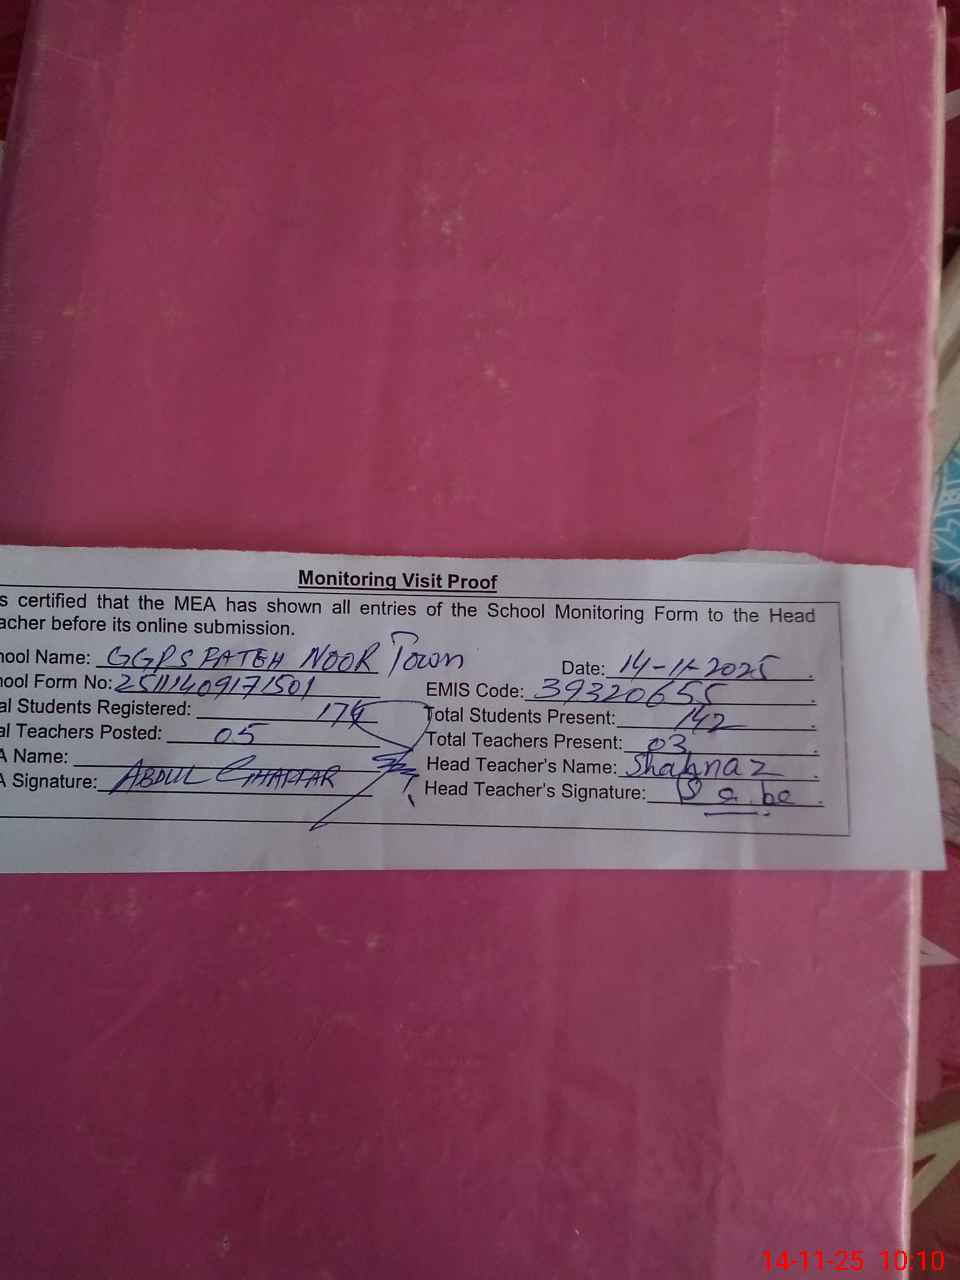 Monitoring Visit Proof
s certified that the MEA has shown all entries of the School Monitoring Form to the Head
acher before its online submission.
hool Name: GGPS FATEH NOOR Town Date: 14-11-2025
hool Form No: 25111409171501 EMIS Code: 39320655
al Students Registered: Total Students Present: 142
al Teachers Posted: 05 Total Teachers Present: 03
A Name: Head Teacher's Name: Shahnaz
A Signature: ABDUL GHAFFAR Head Teacher's Signature:
14-11-25 10:10